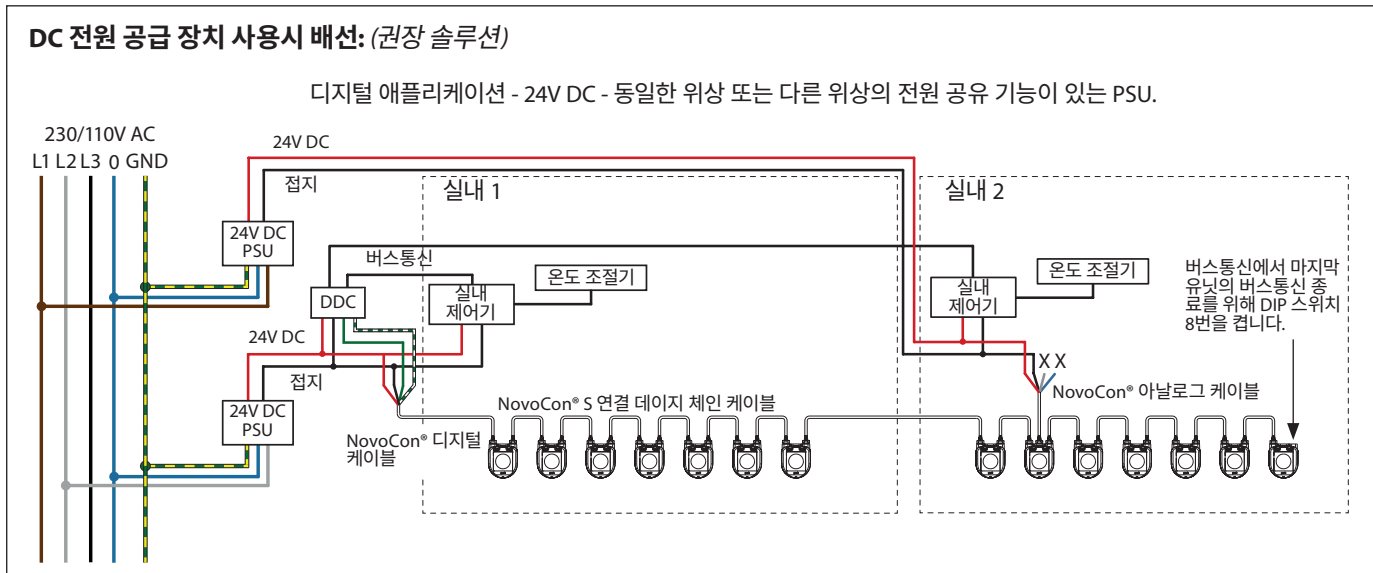 DC 전원 공급 장치 사용시 배선: (권장 솔루션)
디지털 애플리케이션 - 24V DC - 동일한 위상 또는 다른 위상의 전원 공유 기능이 있는 PSU.
230/110V AC
L1 L2 L3 0 GND
24V DC
접지
실내 1
실내 2
24V DC
PSU
버스통신
온도 조절기
온도 조절기
버스통신에서 마지막
유닛의 버스통신 종
료를 위해 DIP 스위치
8번을 켭니다.
DDC
실내
제어기
실내
제어기
24V DC
접지
X X
24V DC
PSU
NovoCon® S 연결 데이지 체인 케이블
NovoCon® 아날로그 케이블
NovoCon® 디지털
케이블